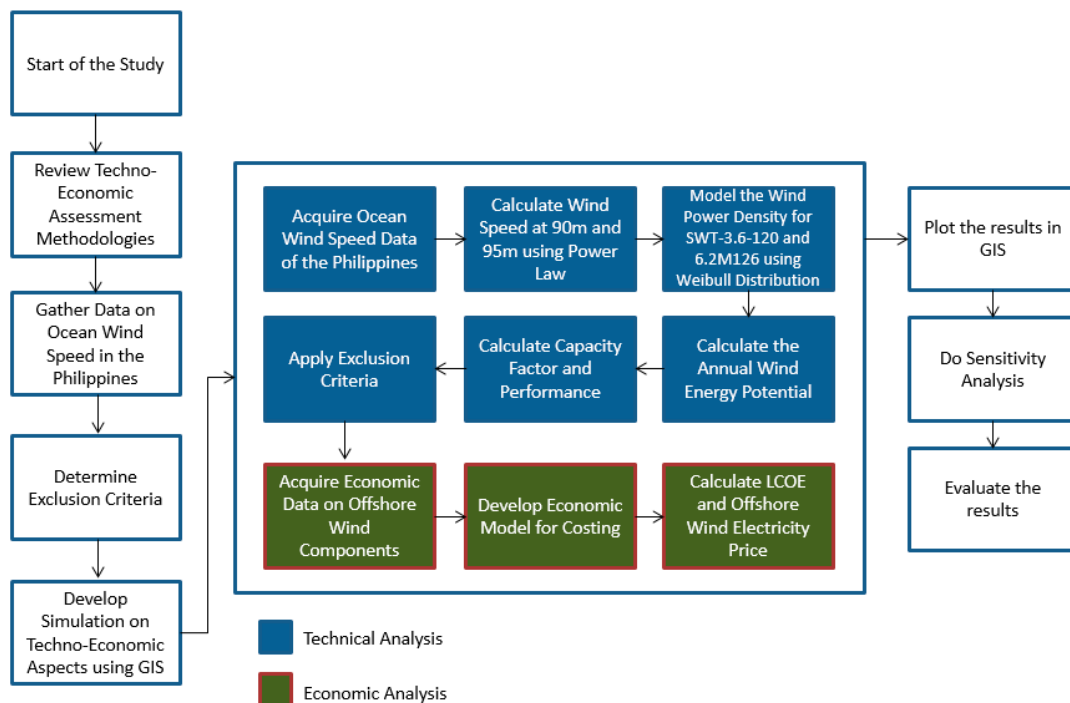 Start of the Study
Review Techno-
Economic
Assessment
Methodologies
Gather Data on
Ocean Wind
Speed in the
Philippines
Determine
Exclusion Criteria
Develop
Simulation on
Techno-Economic
Aspects using GIS
Acquire Ocean
Wind Speed Data
of the Philippines
Calculate Wind
Speed at 90m and
95m using Power
Law
Model the Wind
Power Density for
SWT-3.6-120 and
6.2M126 using
Weibull Distribution
Calculate the
Annual Wind
Energy Potential
Calculate Capacity
Factor and
Performance
Apply Exclusion
Criteria
Acquire Economic
Data on Offshore
Wind
Components
Develop Economic
Model for Costing
Calculate LCOE
and Offshore
Wind Electricity
Price
Plot the results in
GIS
Do Sensitivity
Analysis
Evaluate the
results
Technical Analysis
Economic Analysis